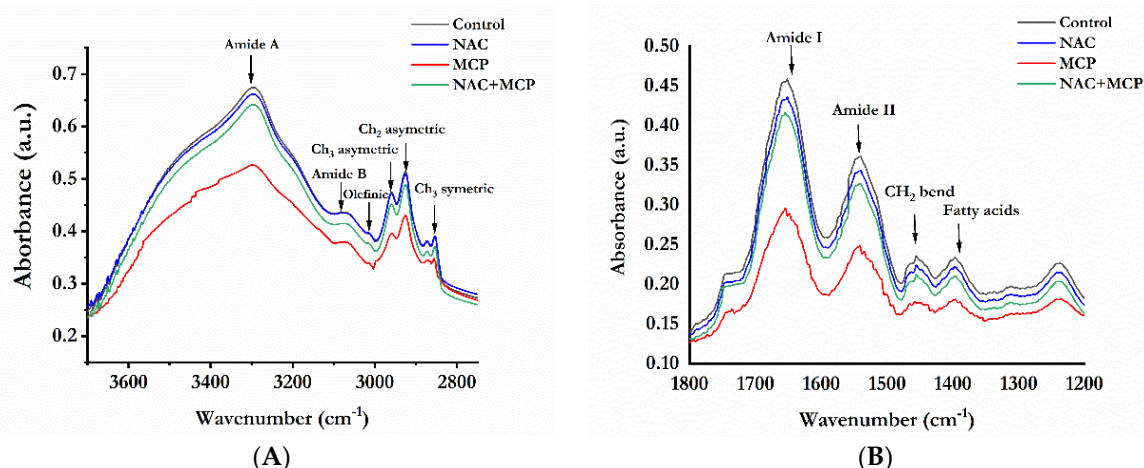 Control
NAC
MCP
NAC+MCP
Amide A
Ch2 asymetric
Ch3 asymetric
Amide B
Olefinic
Ch3 symetric
Aborbance (a.u.)
0.7
0.6
0.5
0.4
0.3
0.2
3600 3400 3200 3000 2800
Wavenumber (cm-1)
(A)
Control
NAC
MCP
NAC+MCP
Amide I
Amide II
CH2 bend
Fatty acids
Absorbance (a.u.)
0.50
0.45
0.40
0.35
0.30
0.25
0.20
0.15
0.10
1800 1700 1600 1500 1400 1300 1200
Wavenumber (cm-1)
(B)